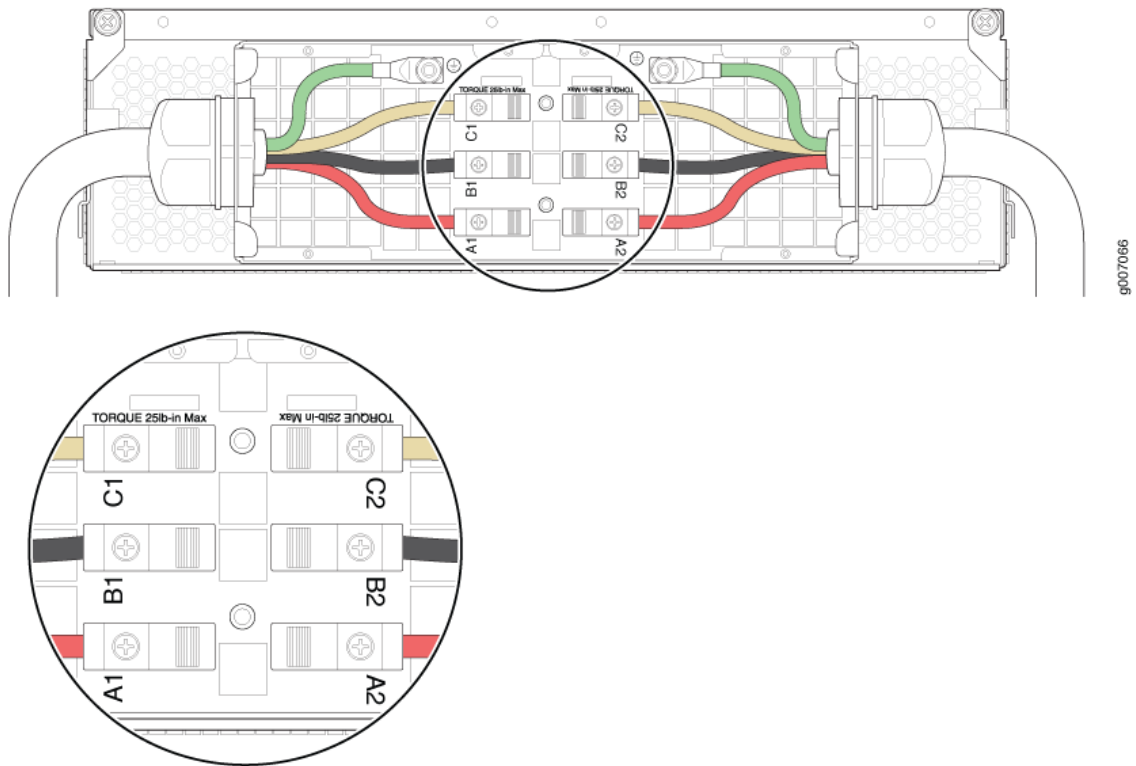 TORQUE 25lb-in Max
TORQUE 25lb-in Max
C1
C2
B1
B2
A1
A2
g007066
TORQUE 25lb-in Max
TORQUE 25lb-in Max
C1
C2
B1
B2
A1
A2